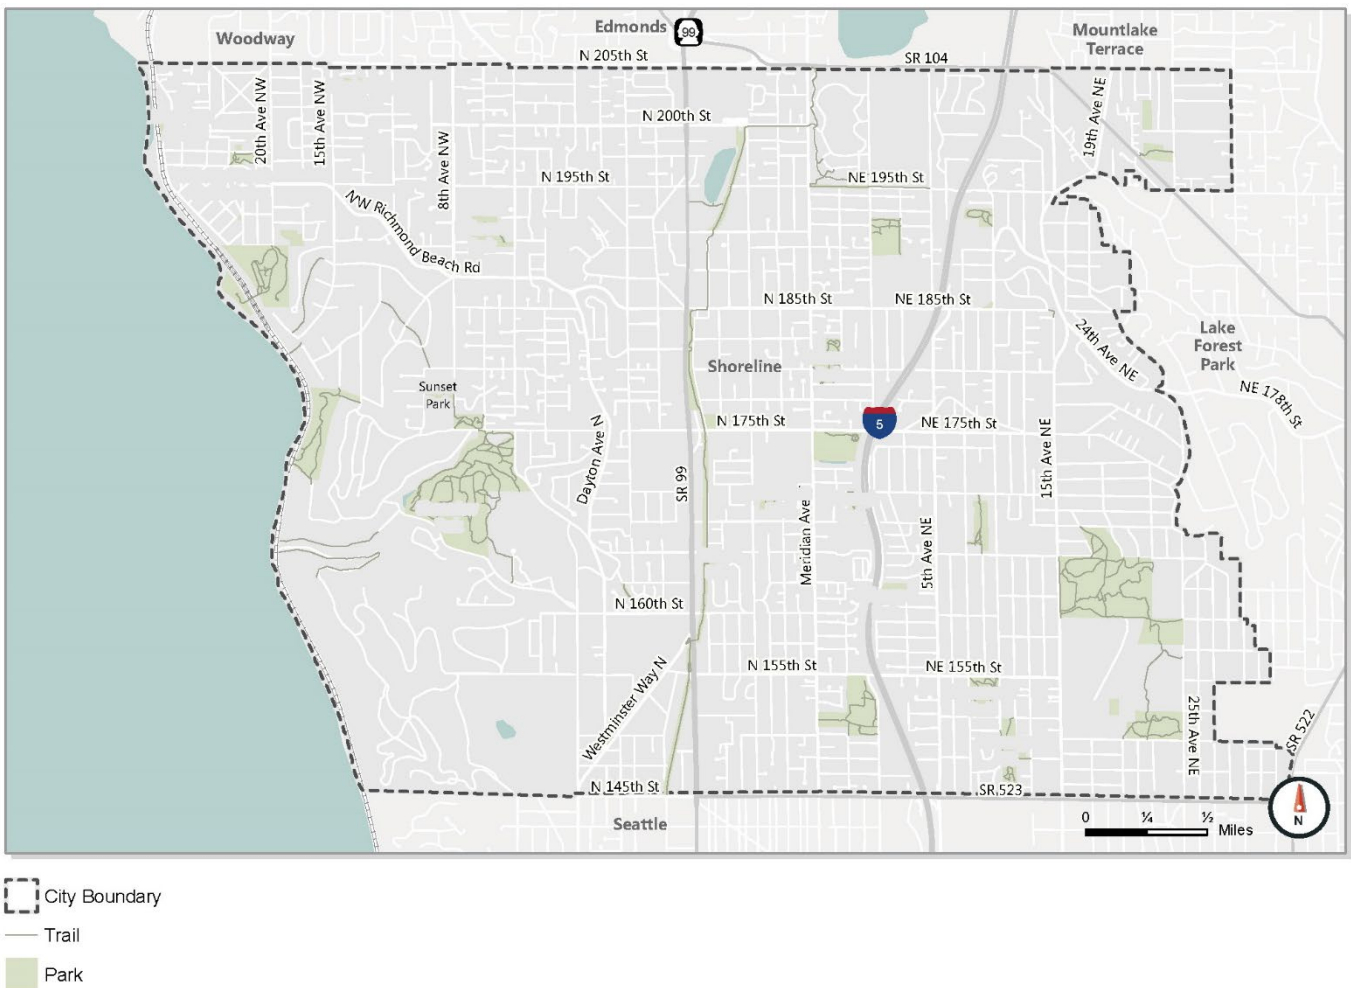 Woodway
Edmonds
99
Mountlake
Terrace
N 205th St
SR 104
20th Ave NW
15th Ave NW
8th Ave NW
N 200th St
19th Ave NE
N 195th St
NE 195th St
NW Richmond Beach Rd
N 185th St
NE 185th St
24th Ave NE
Lake
Forest
Park
NE 178th St
Shoreline
Sunset
Park
N 175th St
5
NE 175th St
Dayton Ave N
SR 99
15th Ave NE
Meridian Ave
5th Ave NE
N 160th St
N 155th St
NE 155th St
Westminster Way N
25th Ave NE
SR 522
N 145th St
SR 523
Seattle
0 ¼ ½ Miles
N
City Boundary
Trail
Park